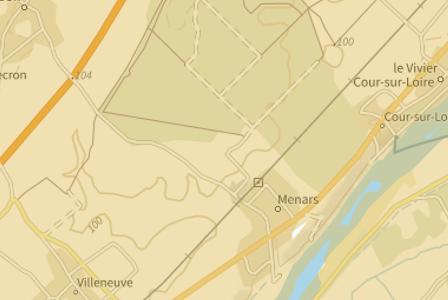 100
le Vivier
Cour-sur-Loire
ecron
104
Cour-sur-Lo
Menars
100
Villeneuve